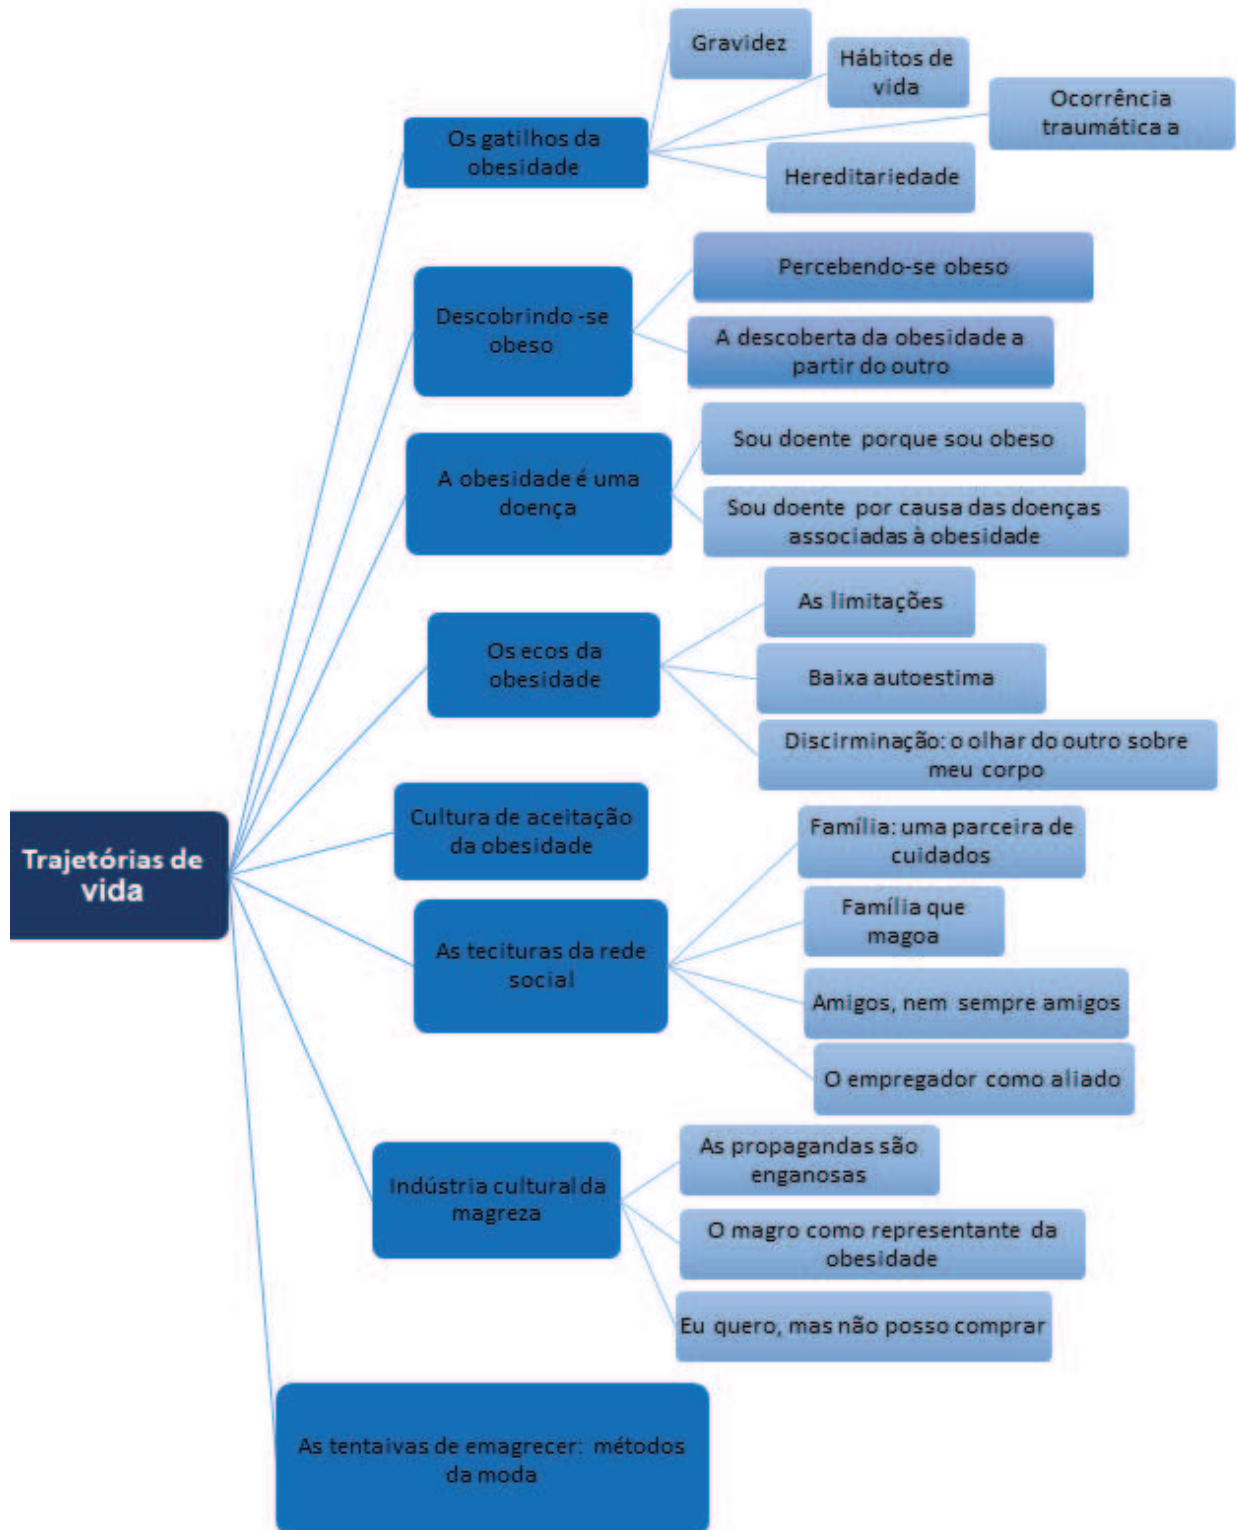 Gravidez
Hábitos de
vida
Ocorrência
traumática a
Os gatilhos da
obesidade
Hereditariedade
Percebendo-se obeso
Descobrindo -se
obeso
A descoberta da obesidade a
partir do outro
Sou doente porque sou obeso
A obesidade é uma
doença
Sou doente por causa das doenças
associadas à obesidade
As limitações
Os ecos da
obesidade
Baixa autoestima
Discirminação: o olhar do outro sobre
meu corpo
Cultura de aceitação
da obesidade
Trajetórias de
vida
Família: uma parceira de
cuidados
Família que
magoa
As tecituras da rede
social
Amigos, nem sempre amigos
O empregador como aliado
As propagandas são
enganosas
Indústria cultural da
magreza
O magro como representante da
obesidade
Eu quero, mas não posso comprar
As tentaivas de emagrecer: métodos
da moda